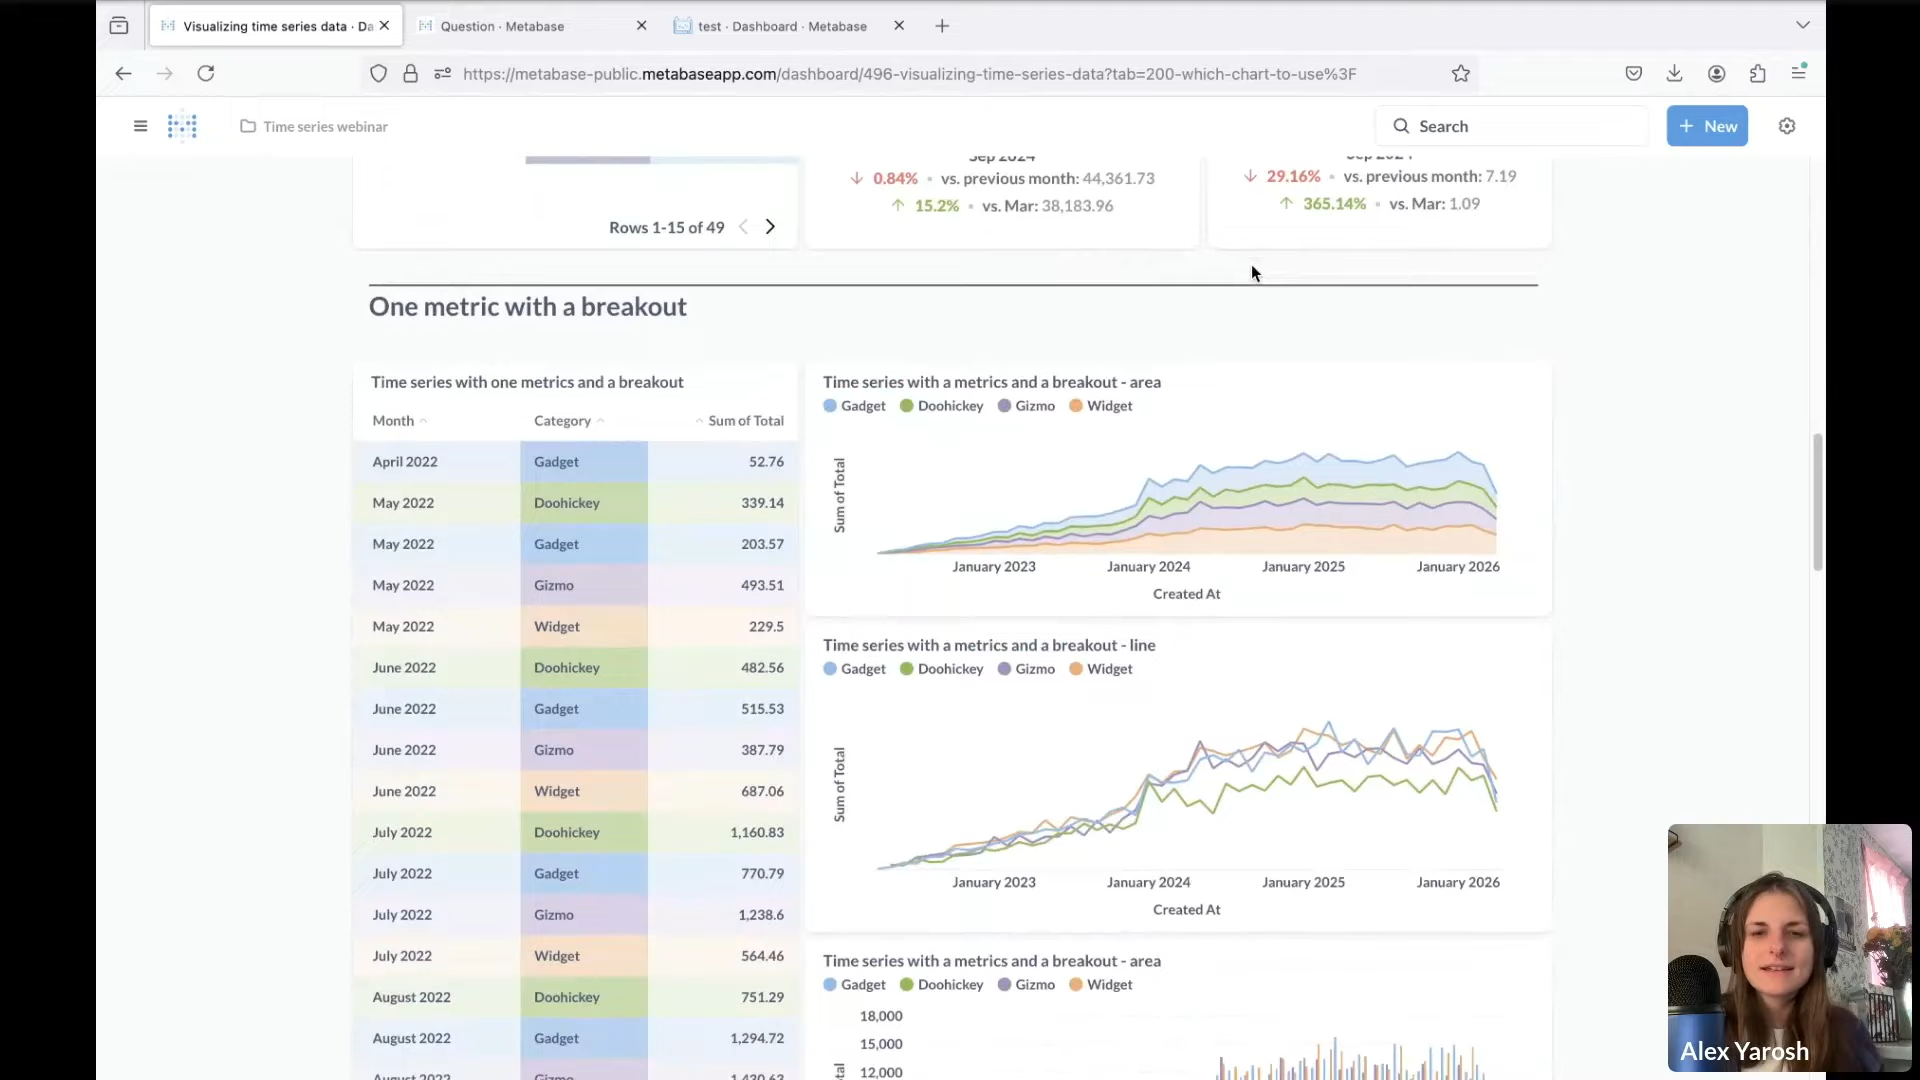 Visualizing time series data · Da
Question · Metabase
test · Dashboard · Metabase
https://metabase-public.metabaseapp.com/dashboard/496-visualizing-time-series-data?tab=200-which-chart-to-use%3F
Time series webinar
Search
+ New
Rows 1-15 of 49
Sep 2024
0.84% • vs. previous month: 44,361.73
15.2% • vs. Mar: 38,183.96
Sep 2024
29.16% • vs. previous month: 7.19
365.14% • vs. Mar: 1.09
One metric with a breakout
Time series with one metrics and a breakout
Month Category Sum of Total
April 2022 Gadget 52.76
May 2022 Doohickey 339.14
May 2022 Gadget 203.57
May 2022 Gizmo 493.51
May 2022 Widget 229.5
June 2022 Doohickey 482.56
June 2022 Gadget 515.53
June 2022 Gizmo 387.79
June 2022 Widget 687.06
July 2022 Doohickey 1,160.83
July 2022 Gadget 770.79
July 2022 Gizmo 1,238.6
July 2022 Widget 564.46
August 2022 Doohickey 751.29
August 2022 Gadget 1,294.72
August 2022 Gizmo 1,430.63
Time series with a metrics and a breakout - area
Gadget Doohickey Gizmo Widget
Sum of Total
January 2023 January 2024 January 2025 January 2026
Created At
Time series with a metrics and a breakout - line
Gadget Doohickey Gizmo Widget
Sum of Total
January 2023 January 2024 January 2025 January 2026
Created At
Time series with a metrics and a breakout - area
Gadget Doohickey Gizmo Widget
18,000
15,000
12,000
tal
Alex Yarosh